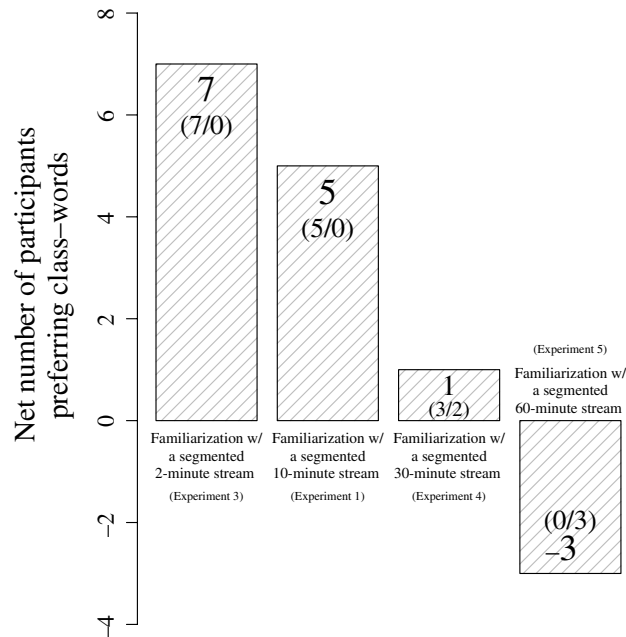 Net number of participants
preferring class–words
8
6
4
2
0
–2
–4
7
(7/0)
Familiarization w/
a segmented
2-minute stream
(Experiment 3)
5
(5/0)
Familiarization w/
a segmented
10-minute stream
(Experiment 1)
1
(3/2)
Familiarization w/
a segmented
30-minute stream
(Experiment 4)
(Experiment 5)
Familiarization w/
a segmented
60-minute stream
(0/3)
–3